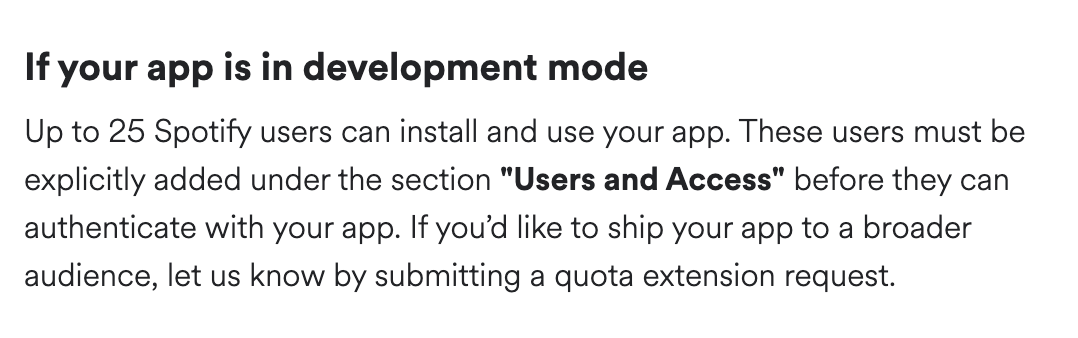 If your app is in development mode
Up to 25 Spotify users can install and use your app. These users must be
explicitly added under the section "Users and Access" before they can
authenticate with your app. If you’d like to ship your app to a broader
audience, let us know by submitting a quota extension request.